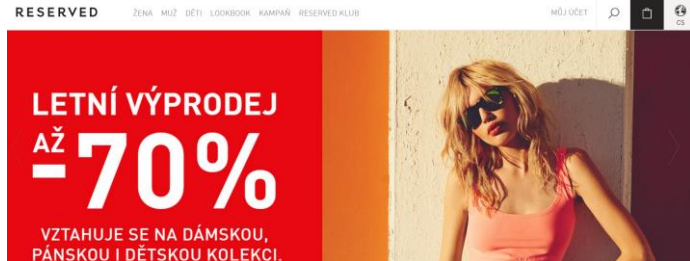 RESERVED ŽENA MUŽ DĚTI LOOKBOOK KAMPAŇ RESERVED KLUB MŮJ ÚČET
CS
LETNÍ VÝPRODEJ
AŽ
-70%
VZTAHUJE SE NA DÁMSKOU,
PÁNSKOU I DĚTSKOU KOLEKCI.